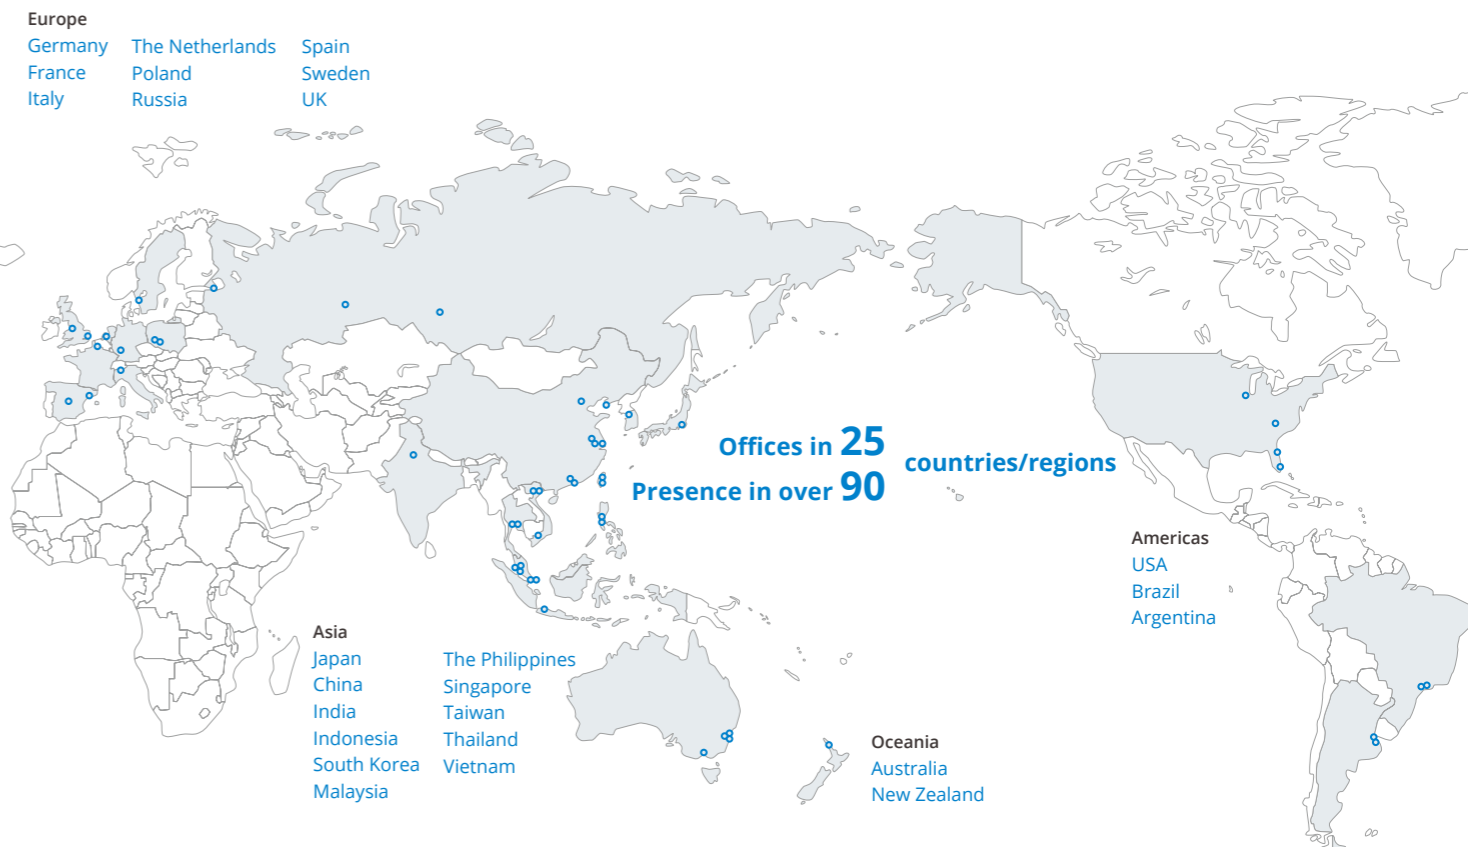 Europe
Germany
France
Italy
The Netherlands
Poland
Russia
Spain
Sweden
UK
Offices in 25
Presence in over 90
countries/regions
Americas
USA
Brazil
Argentina
Asia
Japan
China
India
Indonesia
South Korea
Malaysia
The Philippines
Singapore
Taiwan
Thailand
Vietnam
Oceania
Australia
New Zealand